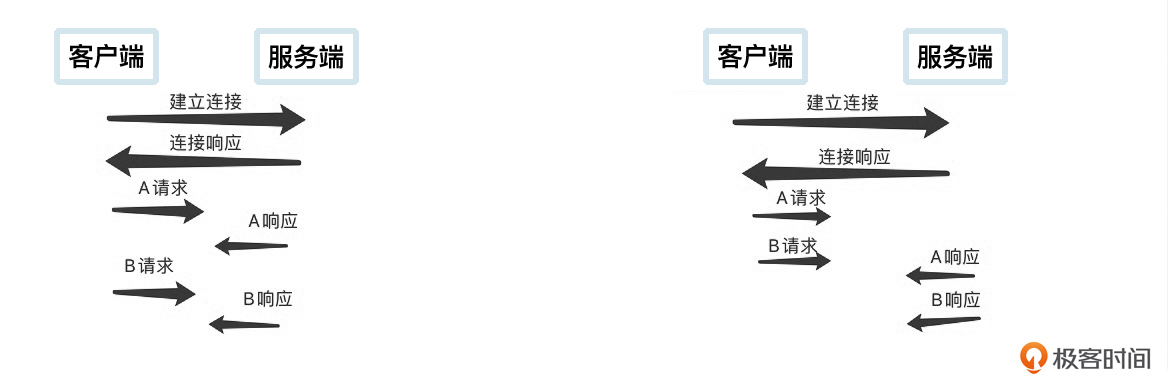 客户端
服务端
建立连接
连接响应
A请求
A响应
B请求
B响应
客户端
服务端
建立连接
连接响应
A请求
B请求
A响应
B响应
极客时间